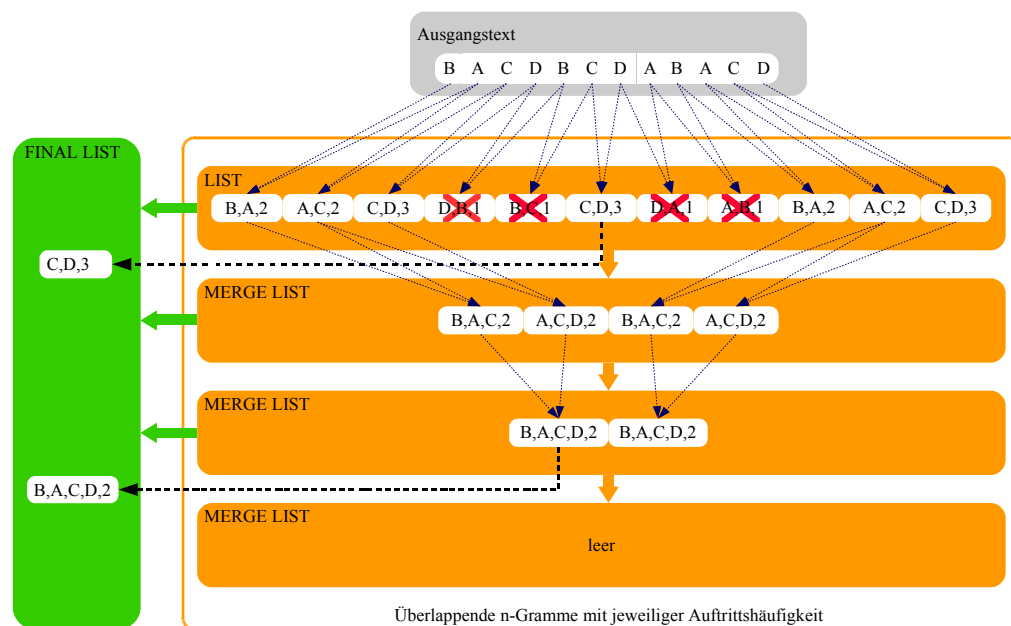 Ausgangstext
B A C D B C D A B A C D
FINAL LIST
LIST
B,A,2 A,C,2 C,D,3 D,B,1 B,C,1 C,D,3 D,A,1 A,B,1 B,A,2 A,C,2 C,D,3
C,D,3
MERGE LIST
B,A,C,2 A,C,D,2 B,A,C,2 A,C,D,2
MERGE LIST
B,A,C,D,2 B,A,C,D,2
B,A,C,D,2
MERGE LIST
leer
Überlappende n-Gramme mit jeweiliger Auftrittshäufigkeit